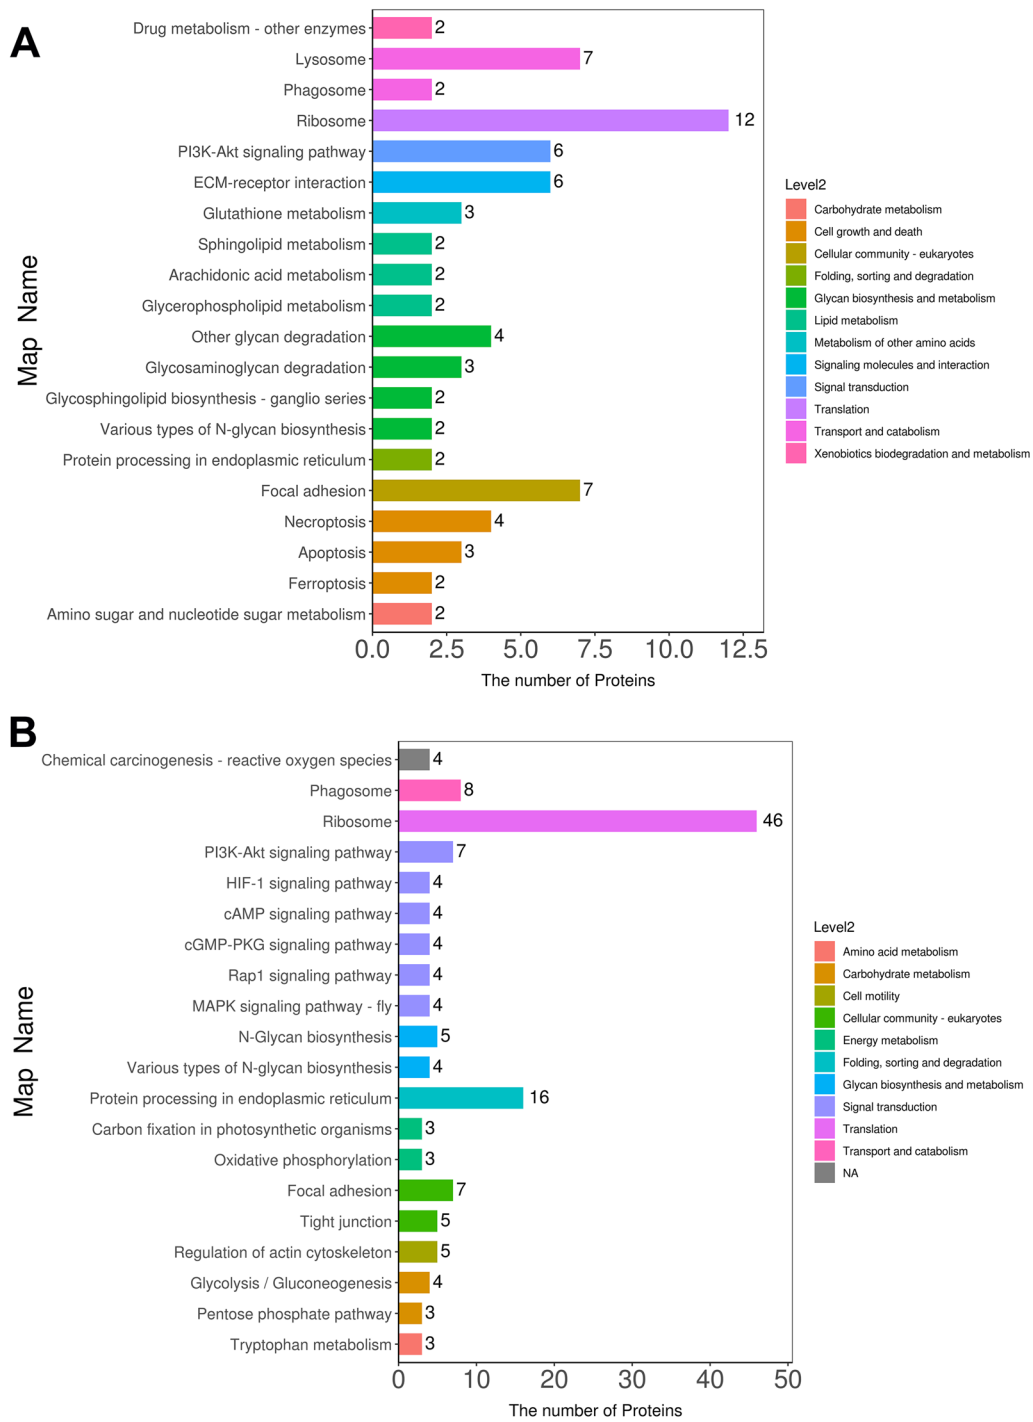 A
Drug metabolism - other enzymes 2
Lysosome 7
Phagosome 2
Ribosome 12
PI3K-Akt signaling pathway 6
ECM-receptor interaction 6
Glutathione metabolism 3
Sphingolipid metabolism 2
Arachidonic acid metabolism 2
Glycerophospholipid metabolism 2
Other glycan degradation 4
Glycosaminoglycan degradation 3
Glycosphingolipid biosynthesis - ganglio series 2
Various types of N-glycan biosynthesis 2
Protein processing in endoplasmic reticulum 2
Focal adhesion 7
Necroptosis 4
Apoptosis 3
Ferroptosis 2
Amino sugar and nucleotide sugar metabolism 2
0.0 2.5 5.0 7.5 10.0 12.5
The number of Proteins
Map Name
Level2
Carbohydrate metabolism
Cell growth and death
Cellular community - eukaryotes
Folding, sorting and degradation
Glycan biosynthesis and metabolism
Lipid metabolism
Metabolism of other amino acids
Signaling molecules and interaction
Signal transduction
Translation
Transport and catabolism
Xenobiotics biodegradation and metabolism
B
Chemical carcinogenesis - reactive oxygen species 4
Phagosome 8
Ribosome 46
PI3K-Akt signaling pathway 7
HIF-1 signaling pathway 4
cAMP signaling pathway 4
cGMP-PKG signaling pathway 4
Rap1 signaling pathway 4
MAPK signaling pathway - fly 4
N-Glycan biosynthesis 5
Various types of N-glycan biosynthesis 4
Protein processing in endoplasmic reticulum 16
Carbon fixation in photosynthetic organisms 3
Oxidative phosphorylation 3
Focal adhesion 7
Tight junction 5
Regulation of actin cytoskeleton 5
Glycolysis / Gluconeogenesis 4
Pentose phosphate pathway 3
Tryptophan metabolism 3
0 10 20 30 40 50
The number of Proteins
Map Name
Level2
Amino acid metabolism
Carbohydrate metabolism
Cell motility
Cellular community - eukaryotes
Energy metabolism
Folding, sorting and degradation
Glycan biosynthesis and metabolism
Signal transduction
Translation
Transport and catabolism
NA